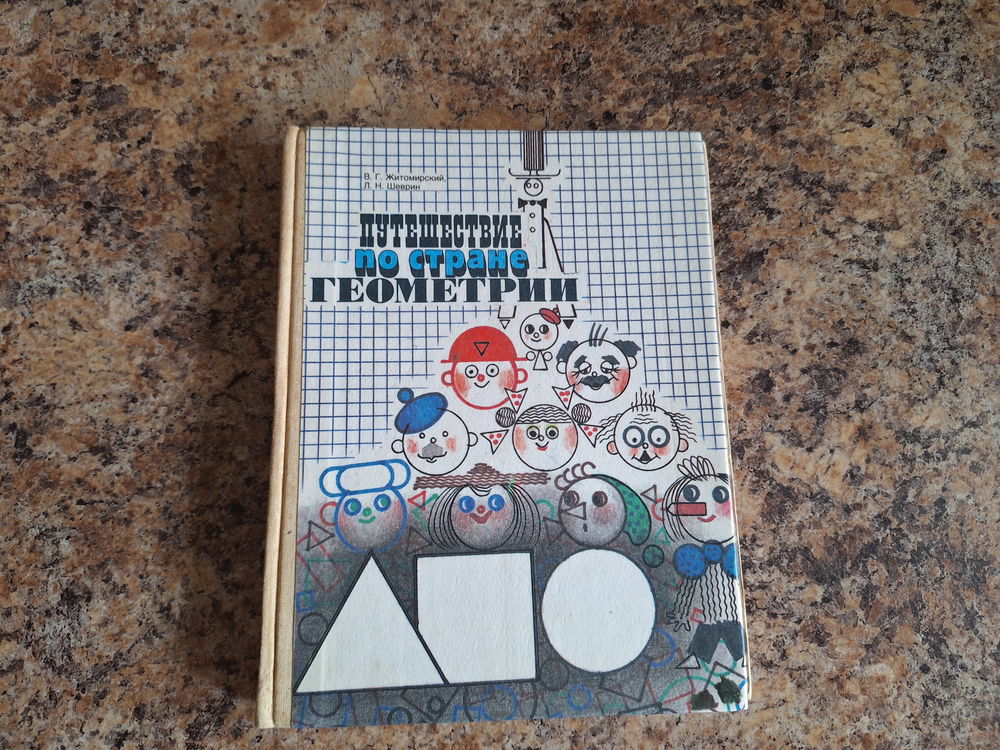 В. Г. Житомирский,
Л. Н. Шеврин
ПУТЕШЕСТВИЕ
по стране
ГЕОМЕТРИИ